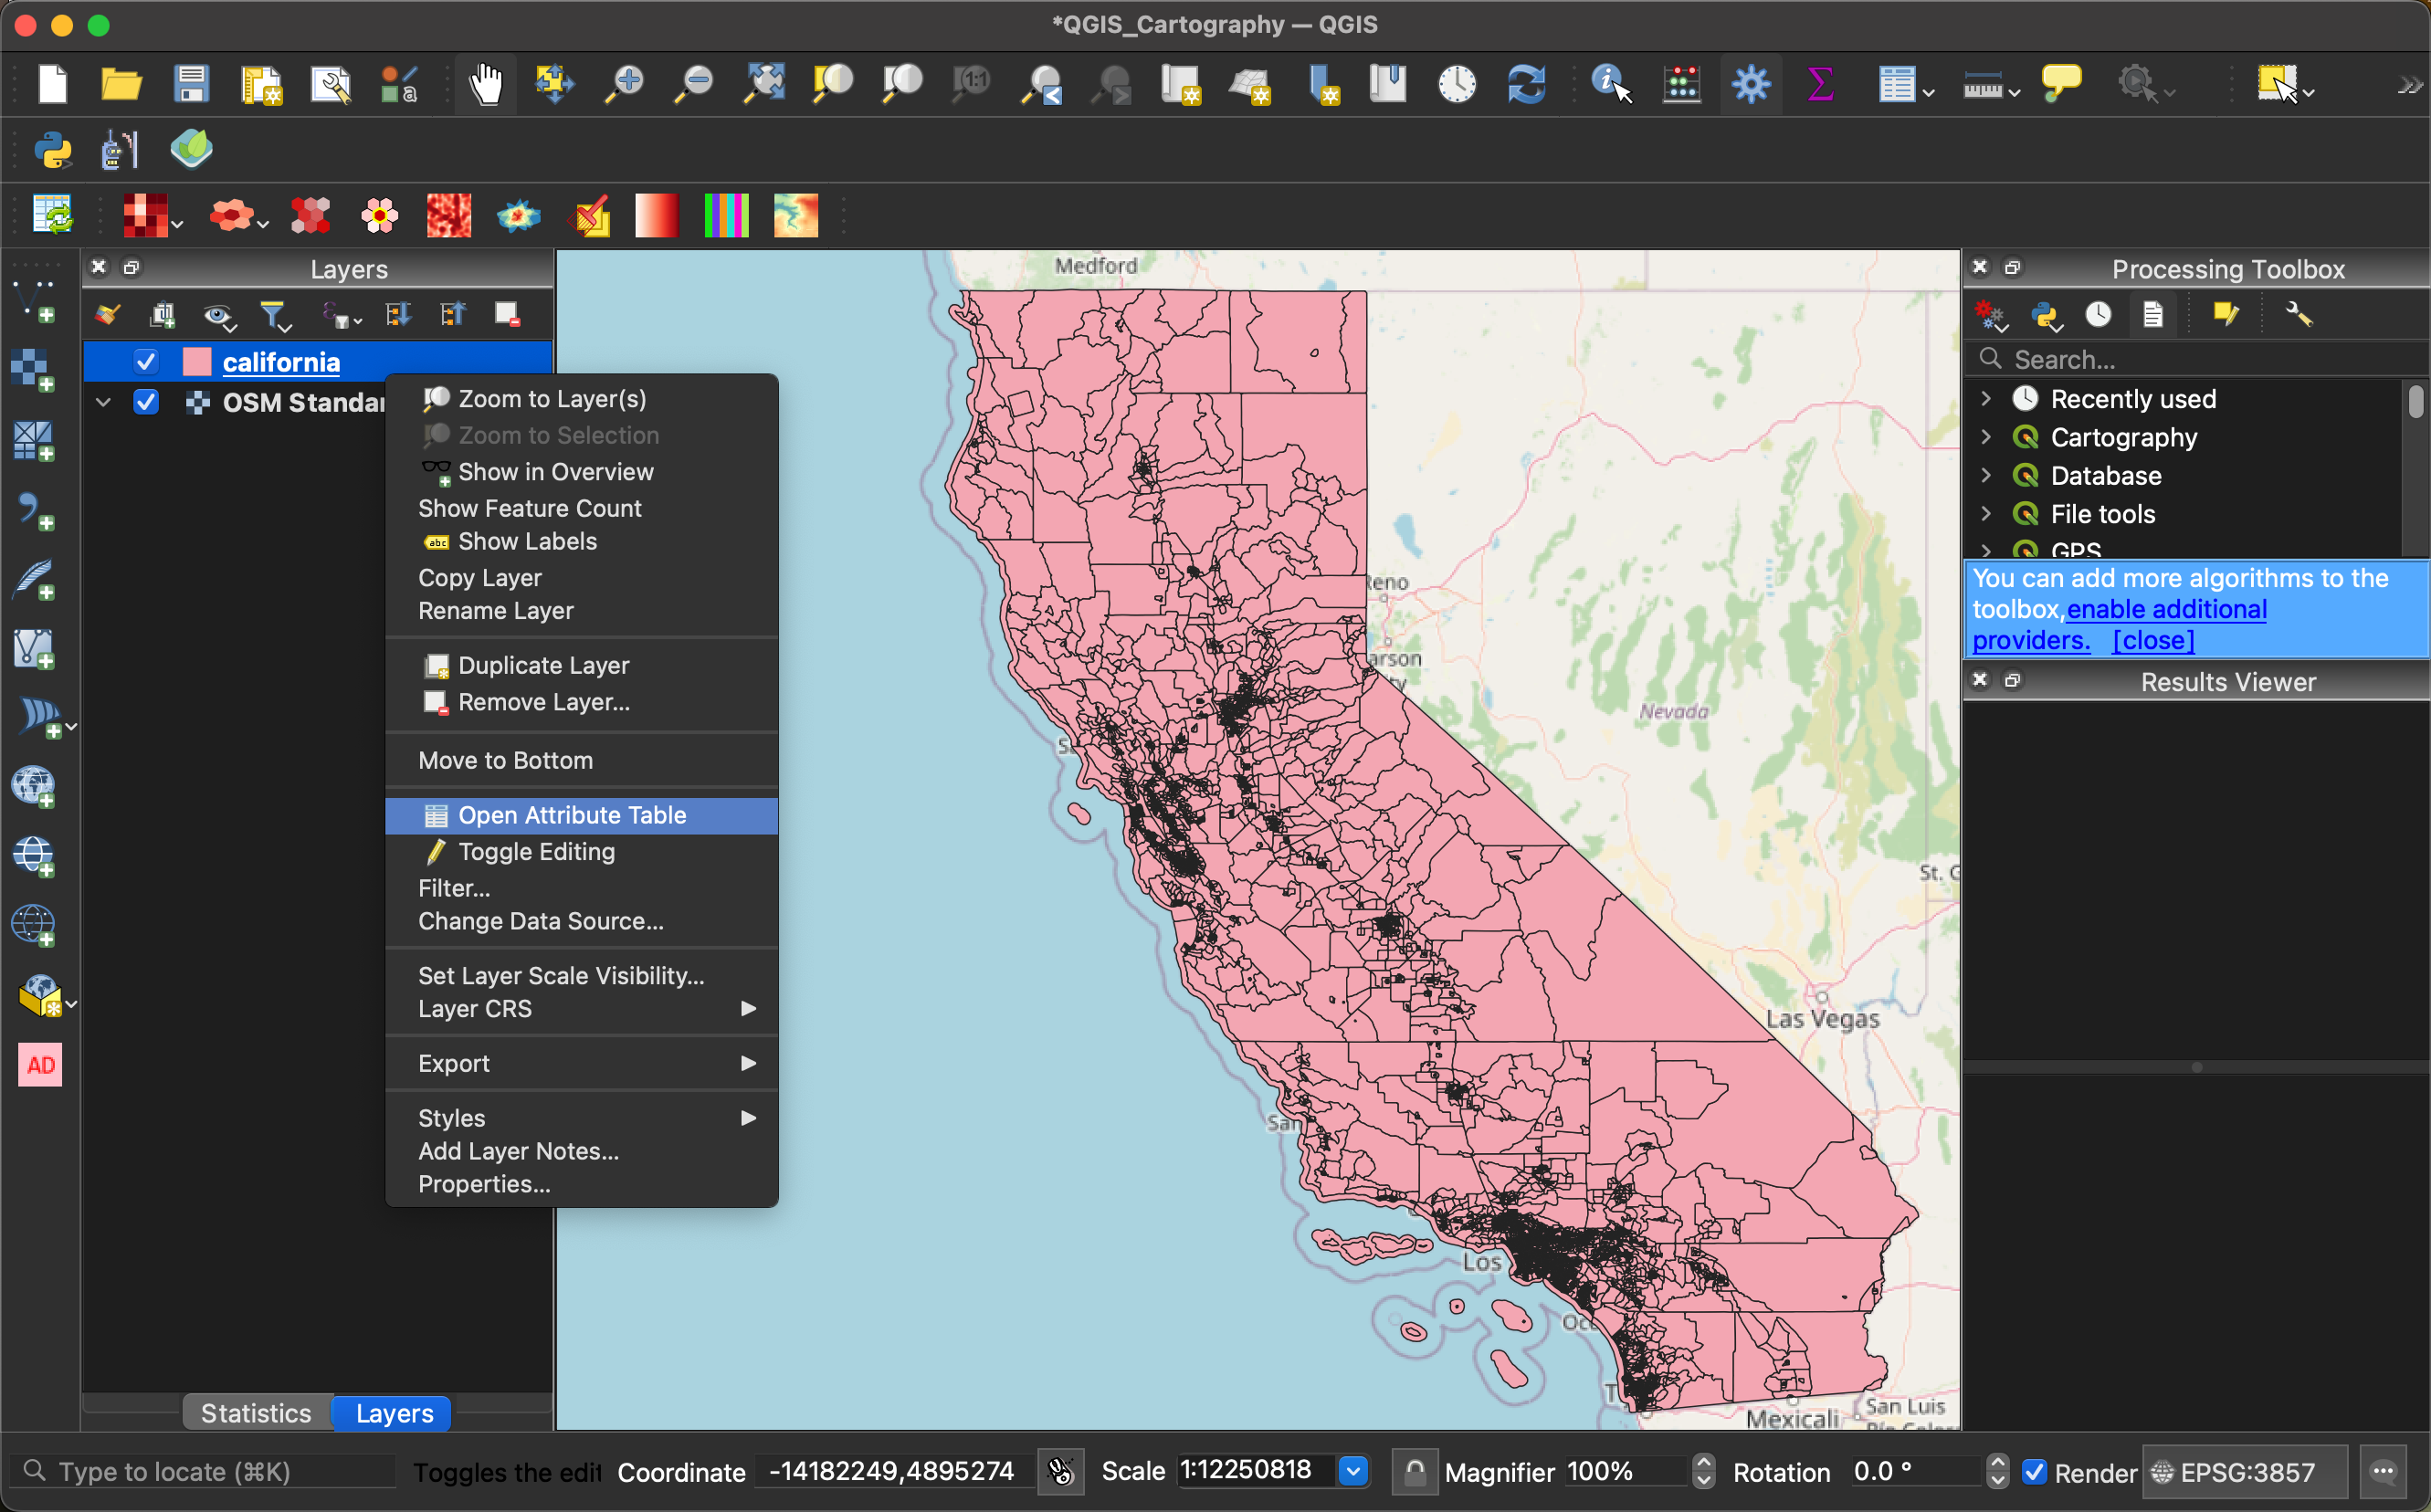 *QGIS_Cartography — QGIS
Layers
california
OSM Standar
Zoom to Layer(s)
Zoom to Selection
Show in Overview
Show Feature Count
abc Show Labels
Copy Layer
Rename Layer
Duplicate Layer
Remove Layer...
Move to Bottom
Open Attribute Table
Toggle Editing
Filter...
Change Data Source...
Set Layer Scale Visibility...
Layer CRS
Export
Styles
Add Layer Notes...
Properties...
AD
Statistics
Layers
Medford
Reno
arson
ty
Nevada
St. G
Las Vegas
San
Los
Mexicali
San Luis
Processing Toolbox
Search...
Recently used
Cartography
Database
File tools
GPS
You can add more algorithms to the
toolbox,enable additional
providers. [close]
Results Viewer
Type to locate (⌘K)
Toggles the edit
Coordinate -14182249,4895274
Scale 1:12250818
Magnifier 100%
Rotation 0.0 °
Render
EPSG:3857